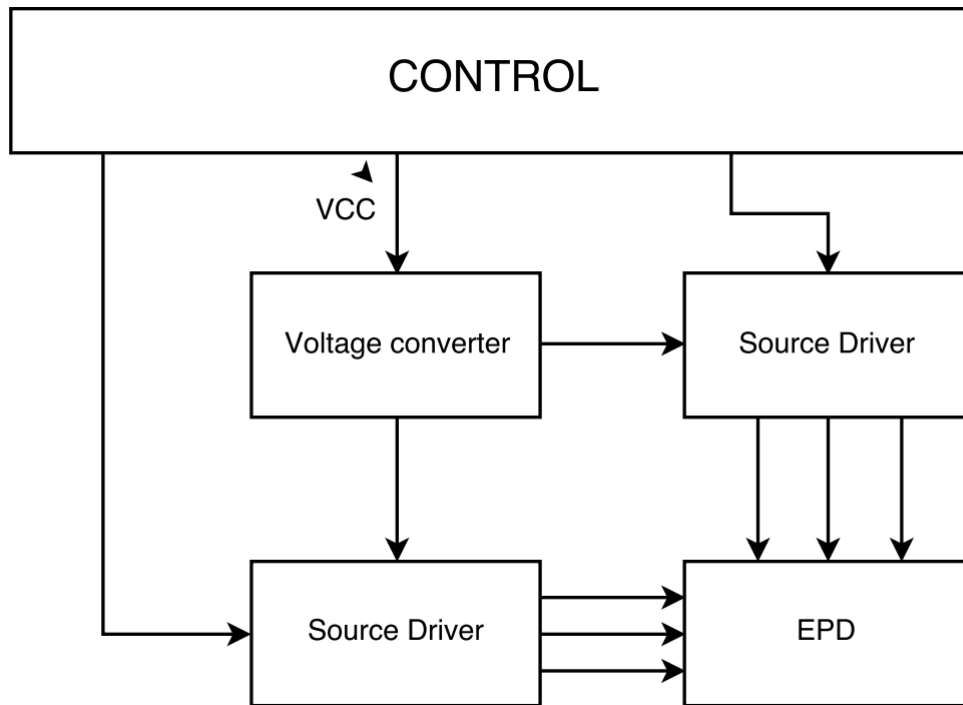 CONTROL
VCC
Voltage converter
Source Driver
Source Driver
EPD